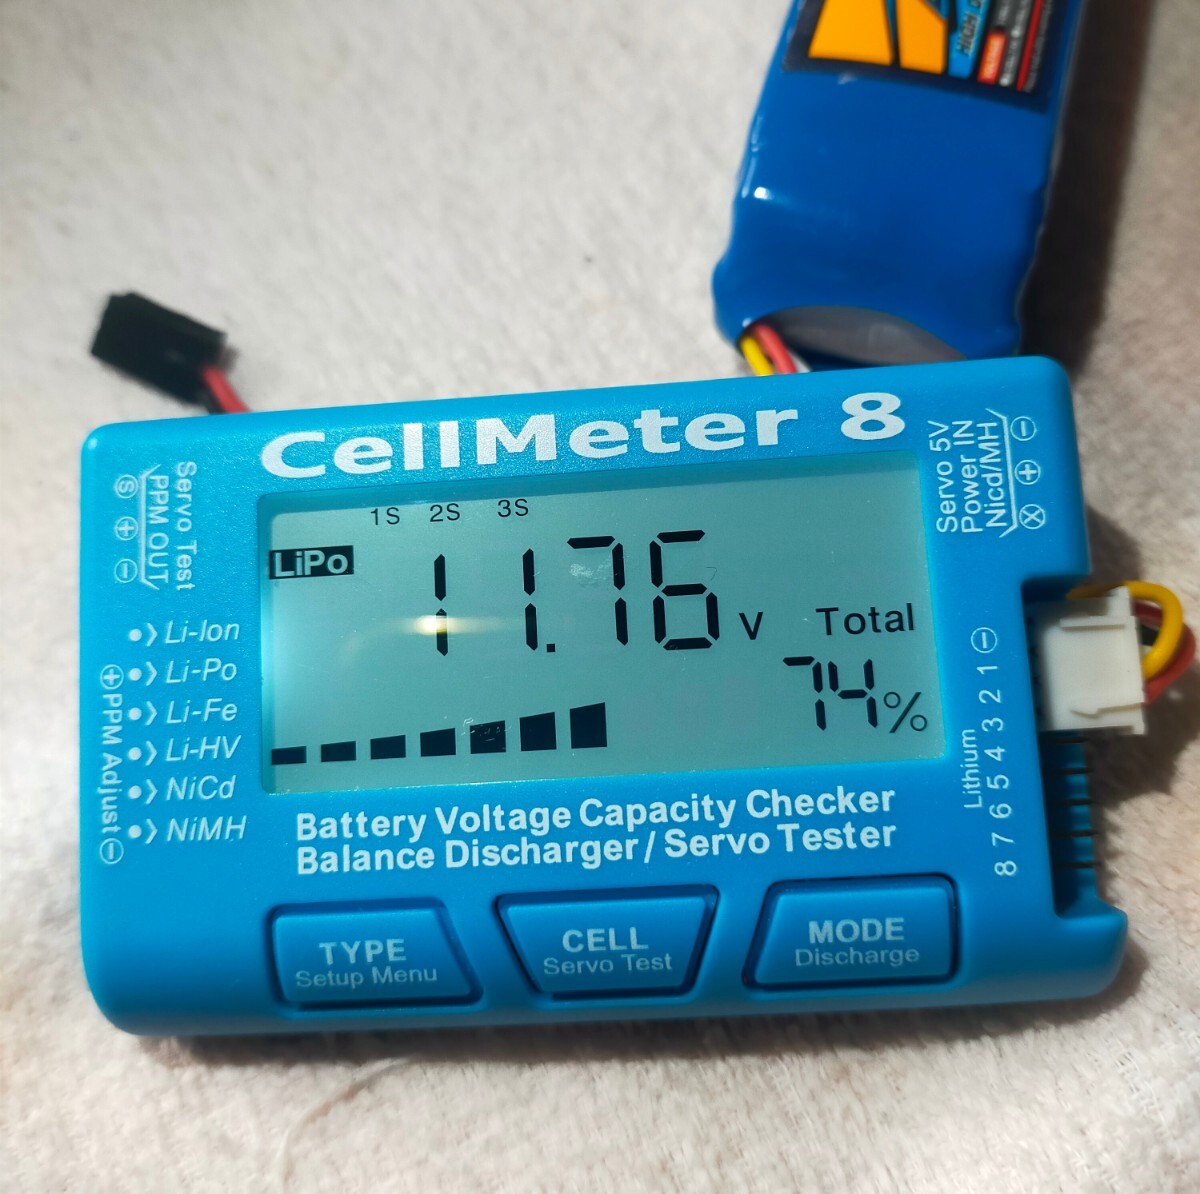 CellMeter 8
Servo Test
PPM OUT
S + −
Servo 5V
Power IN
Nicd/MH
− + X
1S 2S 3S
LiPo
11.76 V Total
74%
Li-Ion
Li-Po
Li-Fe
Li-HV
NiCd
NiMH
+ PPM Adjust −
Lithium
8 7 6 5 4 3 2 1 −
Battery Voltage Capacity Checker
Balance Discharger / Servo Tester
TYPE
Setup Menu
CELL
Servo Test
MODE
Discharge